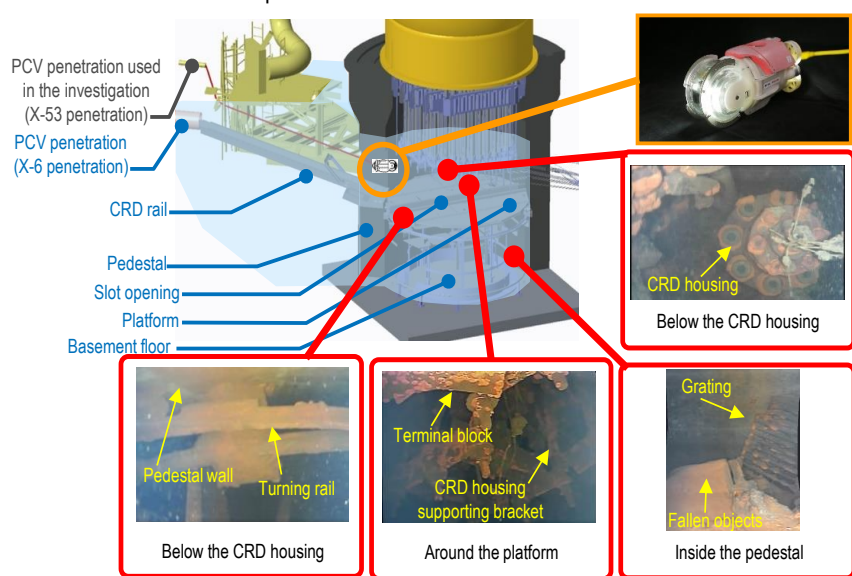 PCV penetration used
in the investigation
(X-53 penetration)
PCV penetration
(X-6 penetration)
CRD rail
Pedestal
Slot opening
Platform
Basement floor
CRD housing
Below the CRD housing
Pedestal wall
Turning rail
Below the CRD housing
Terminal block
CRD housing
supporting bracket
Around the platform
Grating
Fallen objects
Inside the pedestal